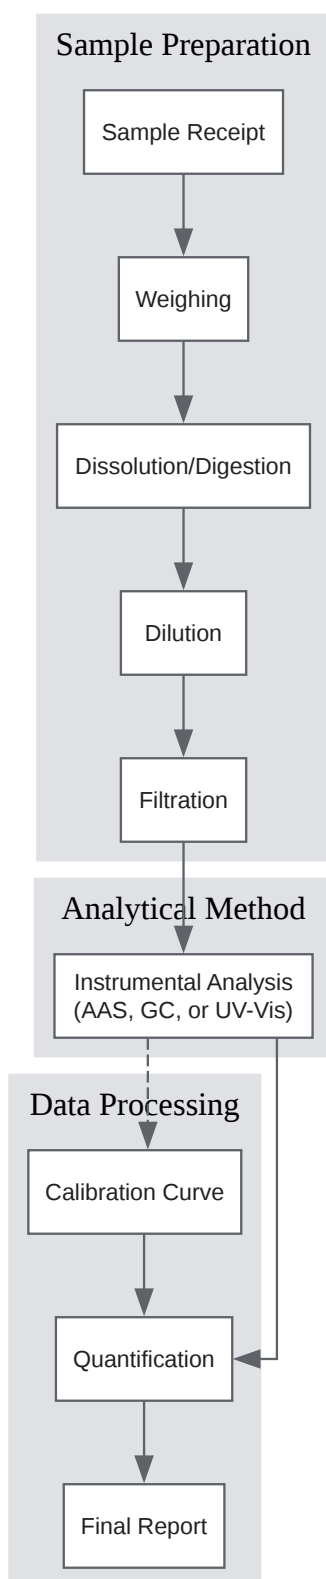 Sample Preparation
Sample Receipt
Weighing
Dissolution/Digestion
Dilution
Filtration
Analytical Method
Instrumental Analysis
(AAS, GC, or UV-Vis)
Data Processing
Calibration Curve
Quantification
Final Report